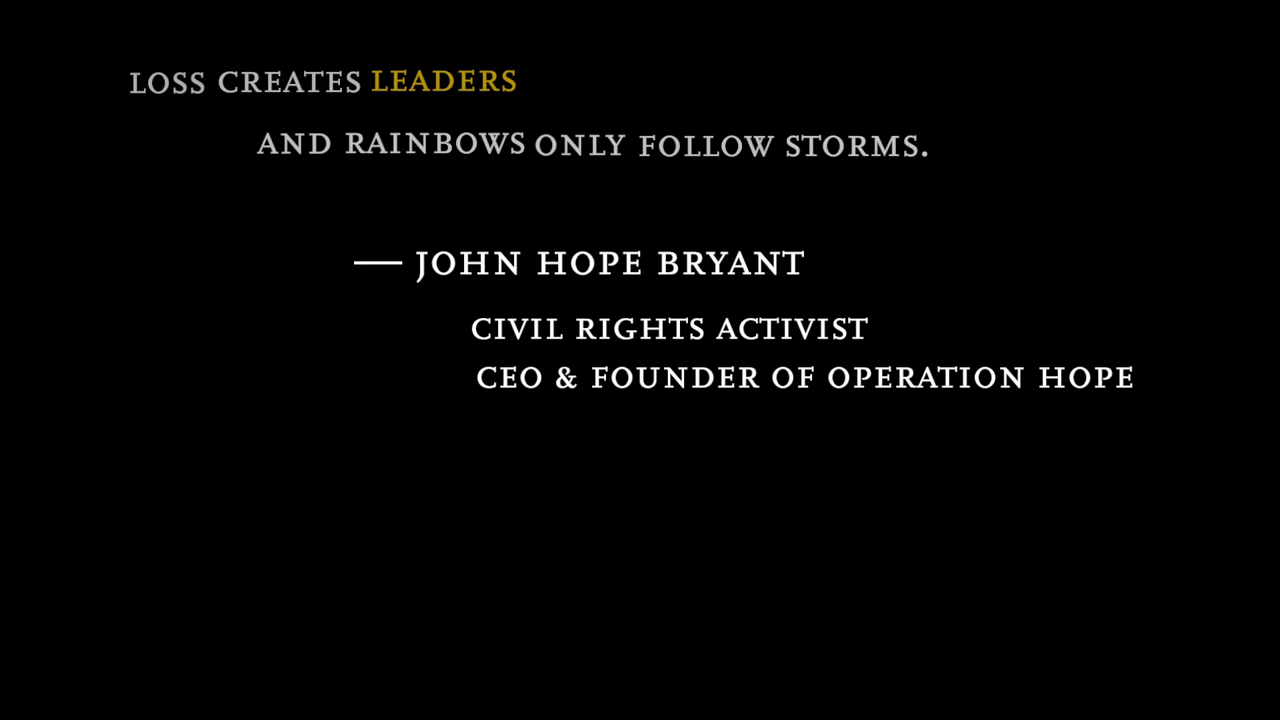 LOSS CREATES LEADERS
AND RAINBOWS ONLY FOLLOW STORMS.
— JOHN HOPE BRYANT
CIVIL RIGHTS ACTIVIST
CEO & FOUNDER OF OPERATION HOPE